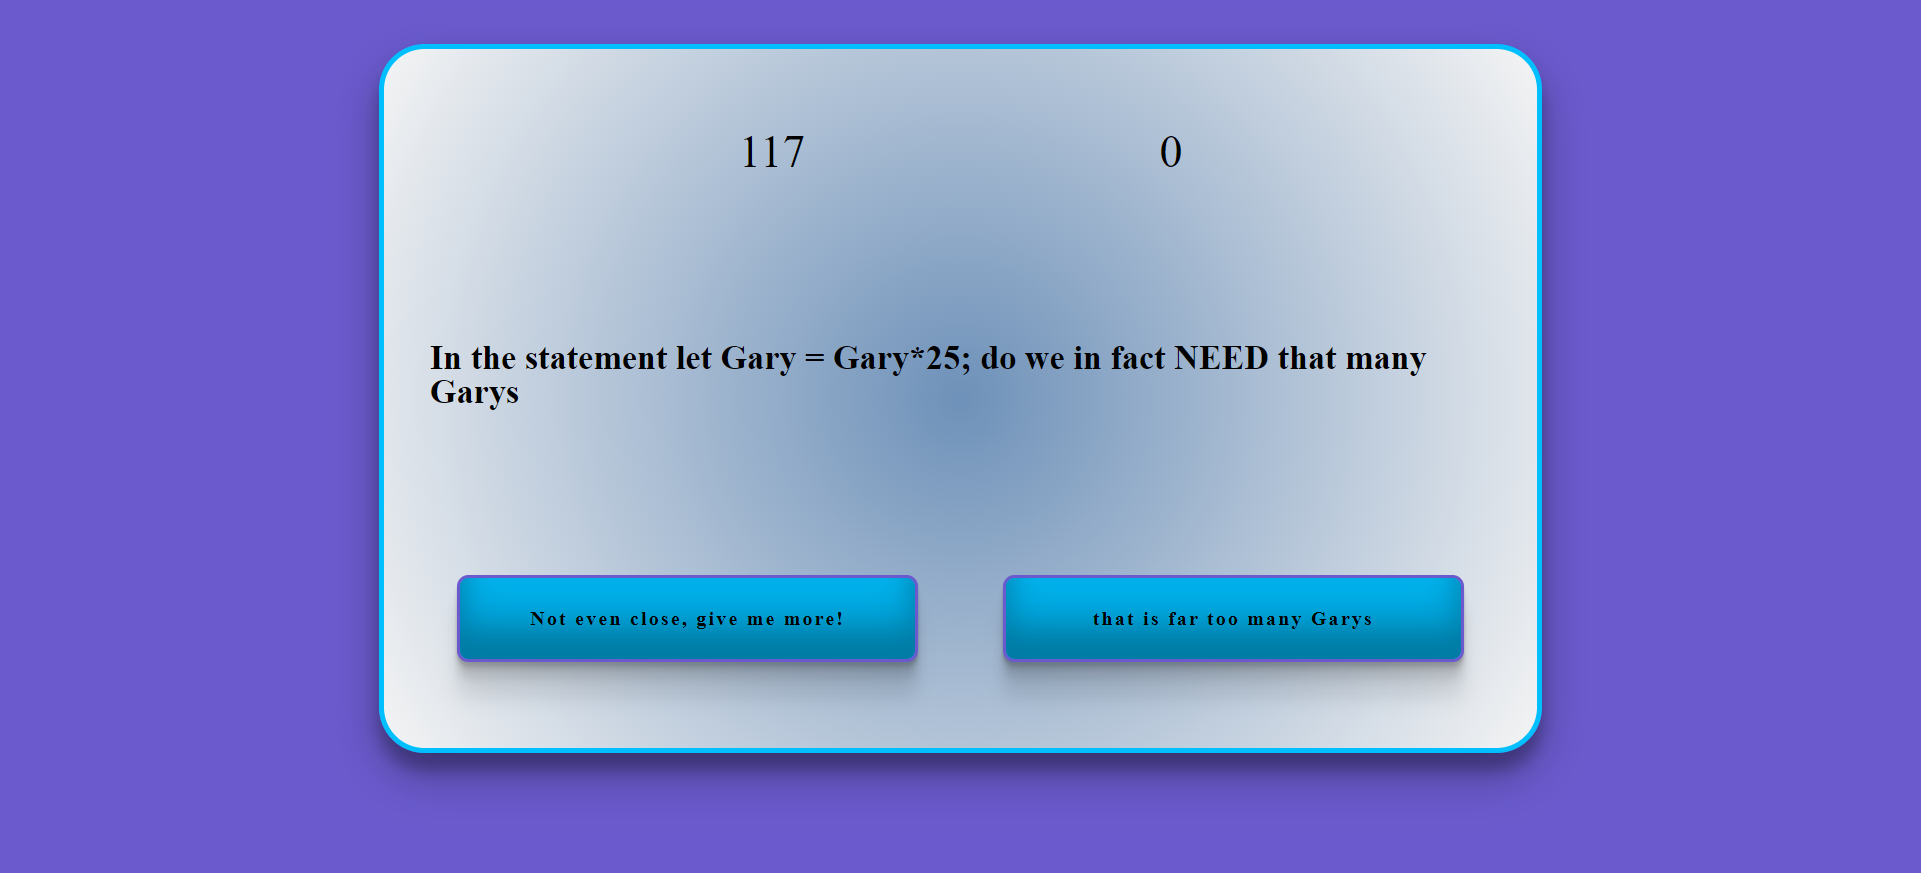 117 0
In the statement let Gary = Gary*25; do we in fact NEED that many
Garys
Not even close, give me more! that is far too many Garys